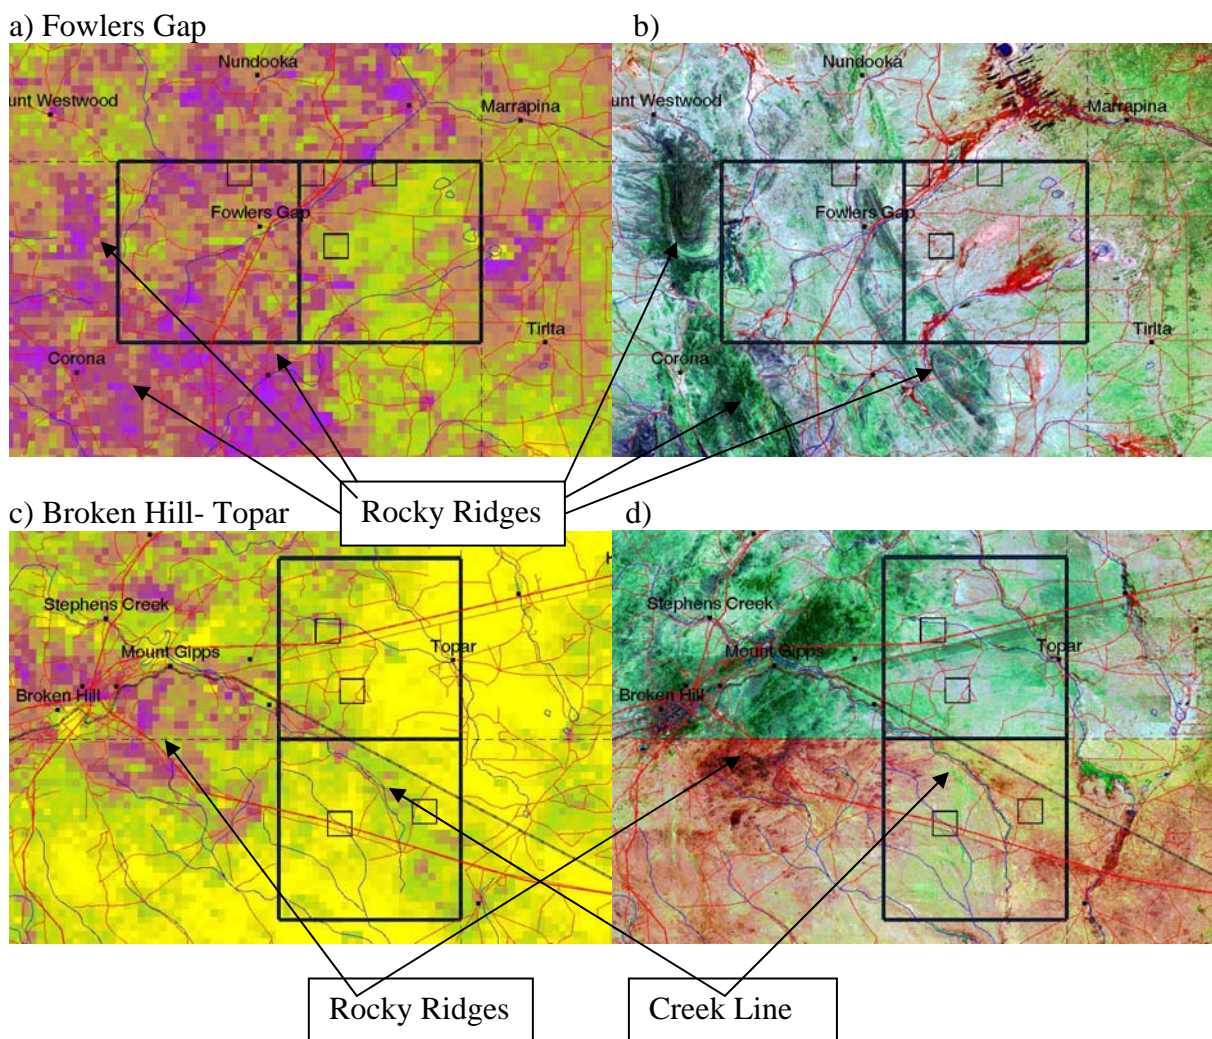 a) Fowlers Gap
b)
Nundooka
unt Westwood
Marrapina
Fowlers Gap
Corona
Tirlta
Nundooka
unt Westwood
Marrapina
Fowlers Gap
Corona
Tirlta
Rocky Ridges
c) Broken Hill- Topar
d)
H
Stephens Creek
Mount Gipps
Topar
Broken Hill
Stephens Creek
Mount Gipps
Topar
Broken Hill
Rocky Ridges
Creek Line